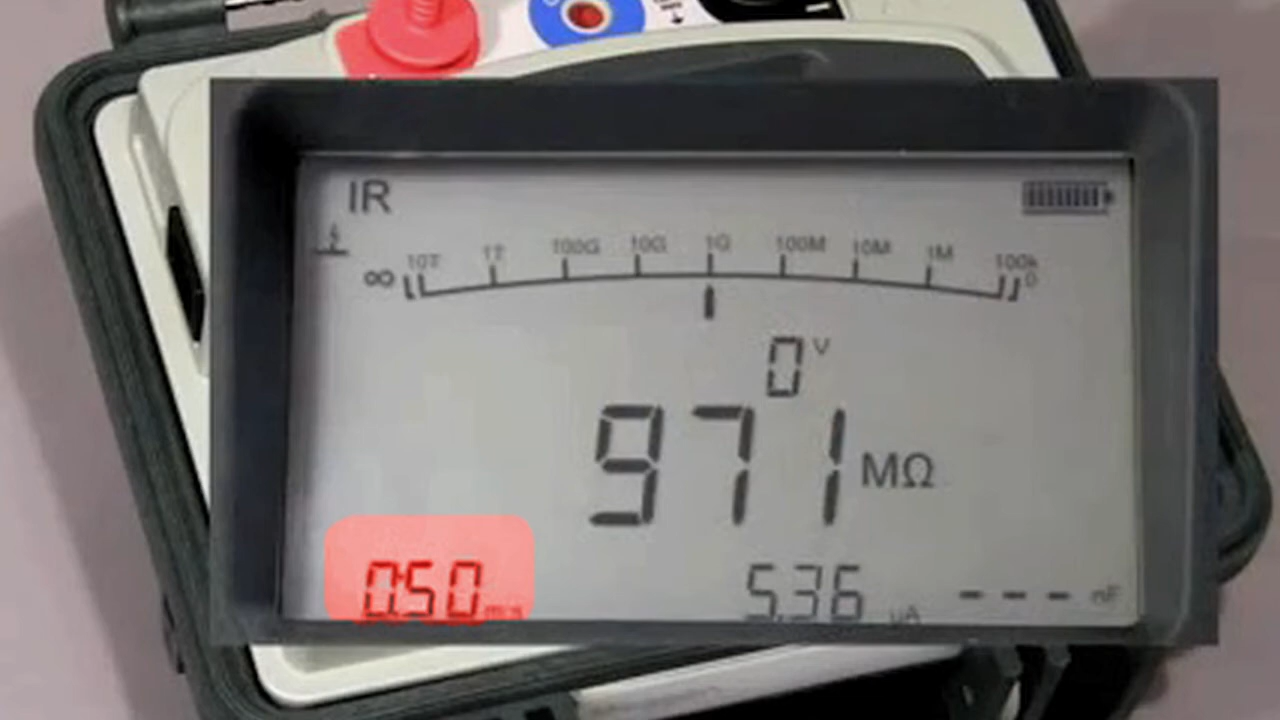 IR
10T 1T 100G 10G 1G 100M 10M 1M 100k
∞ 0
0 V
971 MΩ
0:50 m:s 5.36 µA - - - nF